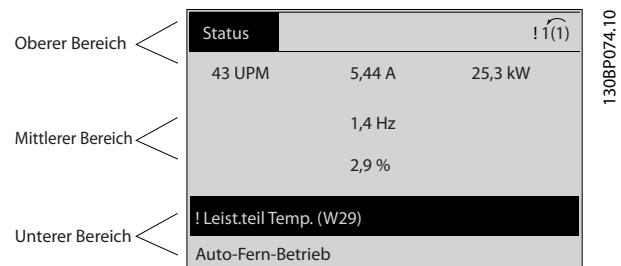 Oberer Bereich
Status
! 1(1)
43 UPM 5,44 A 25,3 kW
Mittlerer Bereich
1,4 Hz
2,9 %
! Leist.teil Temp. (W29)
Unterer Bereich
Auto-Fern-Betrieb
130BP074.10